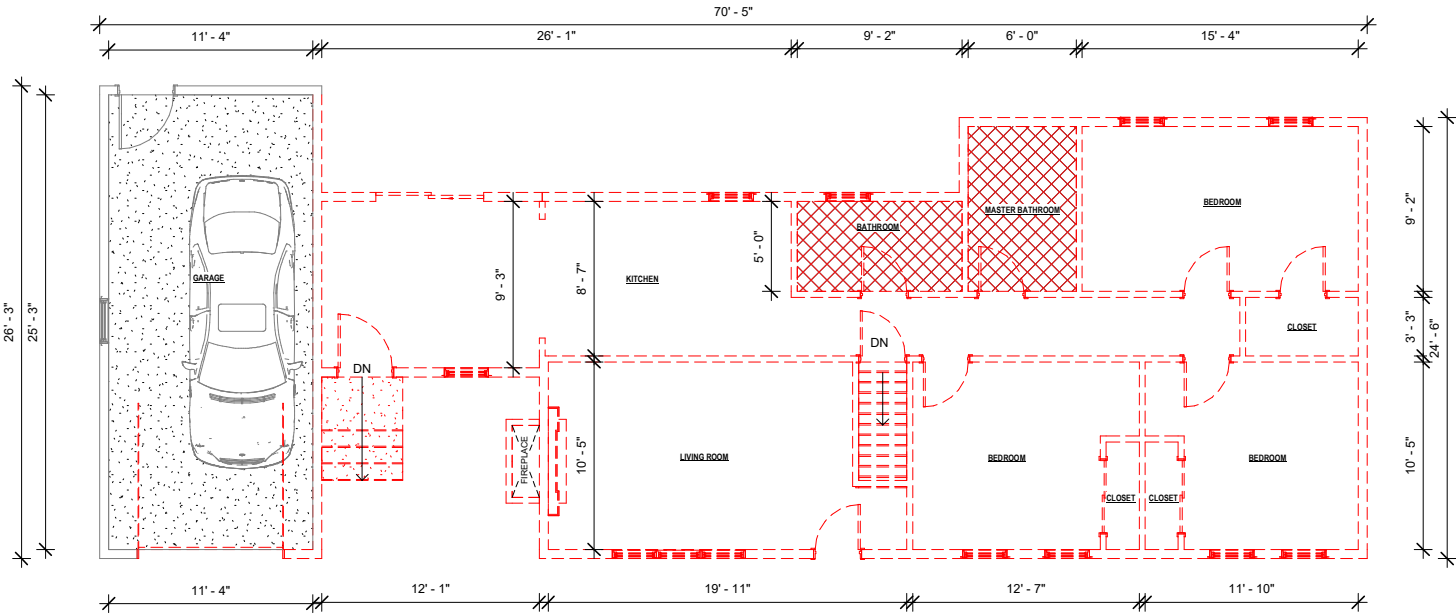 70' - 5"
11' - 4"
26' - 1"
9' - 2"
6' - 0"
15' - 4"
26' - 3"
25' - 3"
GARAGE
9' - 3"
8' - 7"
KITCHEN
5' - 0"
BATHROOM
MASTER BATHROOM
BEDROOM
9' - 2"
CLOSET
3' - 3"
24' - 6"
DN
DN
FIREPLACE
10' - 5"
LIVING ROOM
BEDROOM
CLOSET
CLOSET
BEDROOM
10' - 5"
11' - 4"
12' - 1"
19' - 11"
12' - 7"
11' - 10"